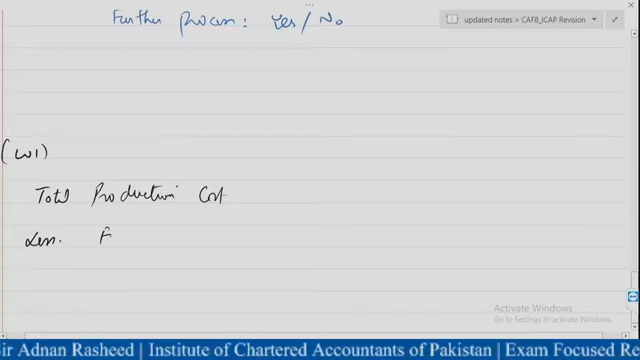 Further process: Yes/No
updated notes > CAF8_ICAP Revision
(W1)
Total Production Cost
Less. F
Activate Windows
Go to Settings to activate Windows.
Sir Adnan Rasheed | Institute of Chartered Accountants of Pakistan | Exam Focused Re